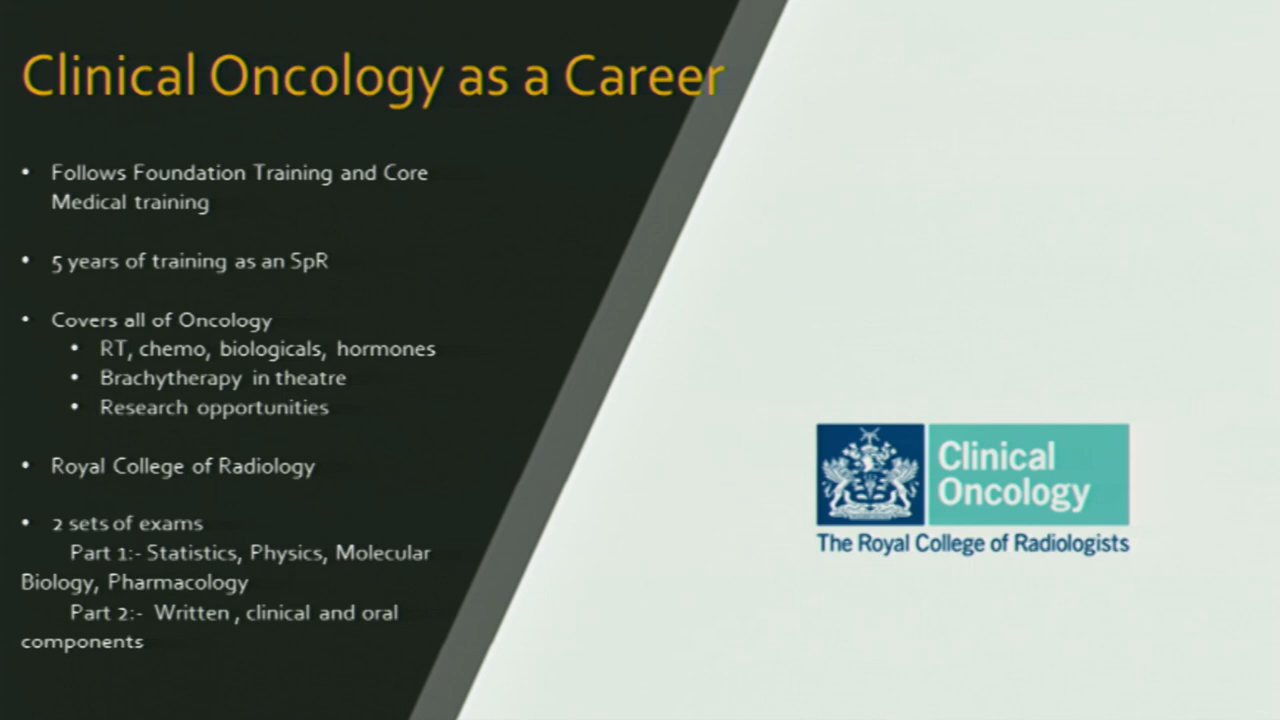 Clinical Oncology as a Career
• Follows Foundation Training and Core
Medical training
• 5 years of training as an SpR
• Covers all of Oncology
• RT, chemo, biologicals, hormones
• Brachytherapy in theatre
• Research opportunities
• Royal College of Radiology
• 2 sets of exams
Part 1:- Statistics, Physics, Molecular
Biology, Pharmacology
Part 2:- Written , clinical and oral
components
Clinical
Oncology
The Royal College of Radiologists